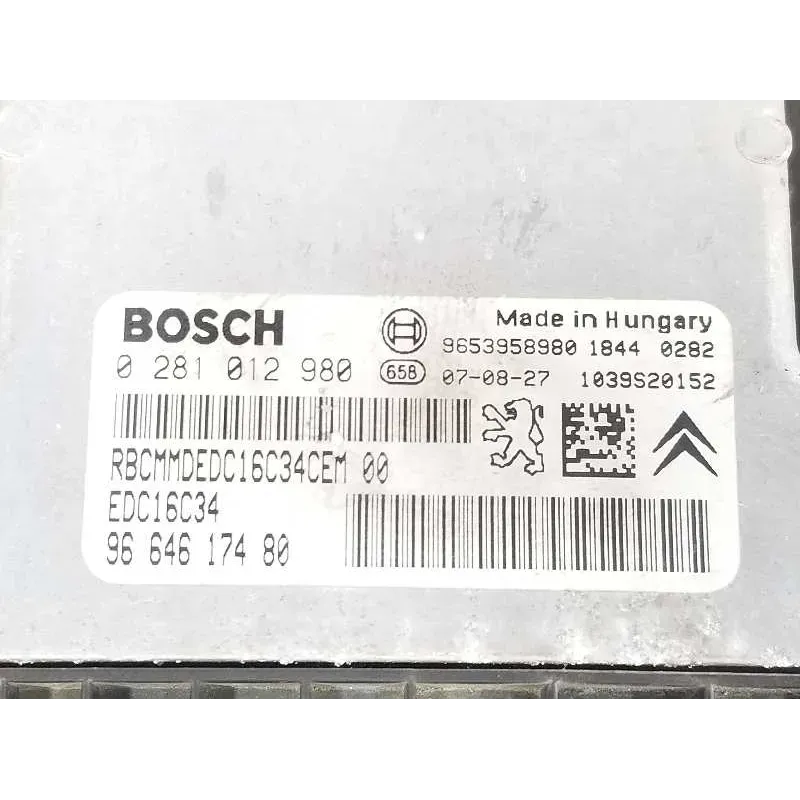 BOSCH
Made in Hungary
9653958980 1844 0282
0 281 012 980
658
07-08-27 1039S20152
RBCMMDEDC16C34CEM 00
EDC16C34
96 646 174 80